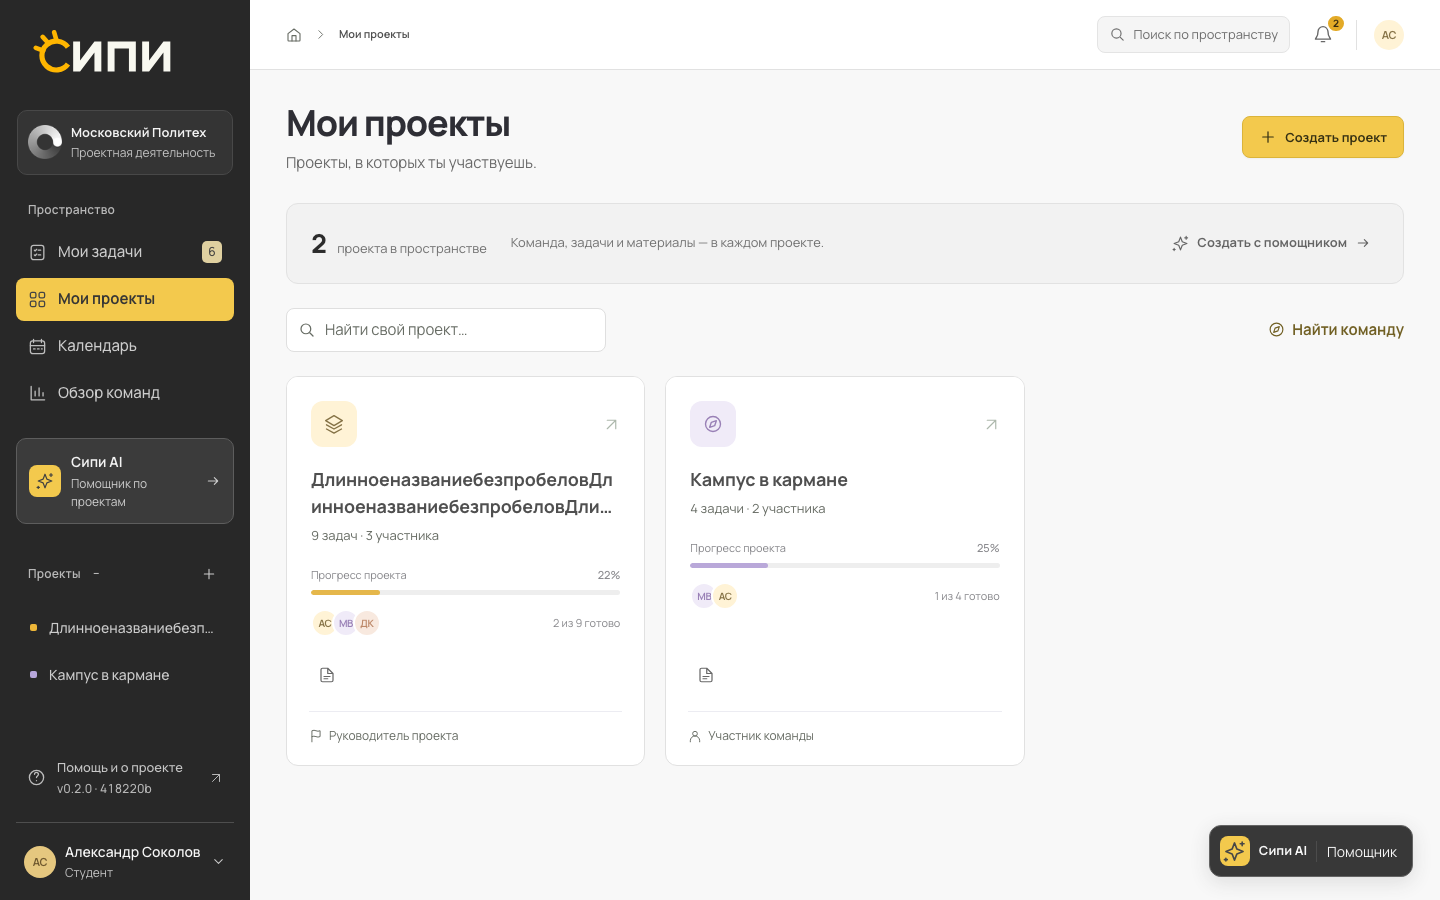 Сипи
Московский Политех
Проектная деятельность
Пространство
Мои задачи 6
Мои проекты
Календарь
Обзор команд
Сипи AI
Помощник по
проектам
Проекты –
Длинноеназваниебезп…
Кампус в кармане
Помощь и о проекте
v0.2.0 · 418220b
АС Александр Соколов
Студент
Мои проекты
Поиск по пространству
2
АС
Мои проекты
Проекты, в которых ты участвуешь.
Создать проект
2 проекта в пространстве
Команда, задачи и материалы — в каждом проекте.
Создать с помощником
Найти свой проект…
Найти команду
ДлинноеназваниебезпробеловДл
инноеназваниебезпробеловДли…
9 задач · 3 участника
Прогресс проекта 22%
АС МВ ДК 2 из 9 готово
Руководитель проекта
Кампус в кармане
4 задачи · 2 участника
Прогресс проекта 25%
МВ АС 1 из 4 готово
Участник команды
Сипи AI Помощник